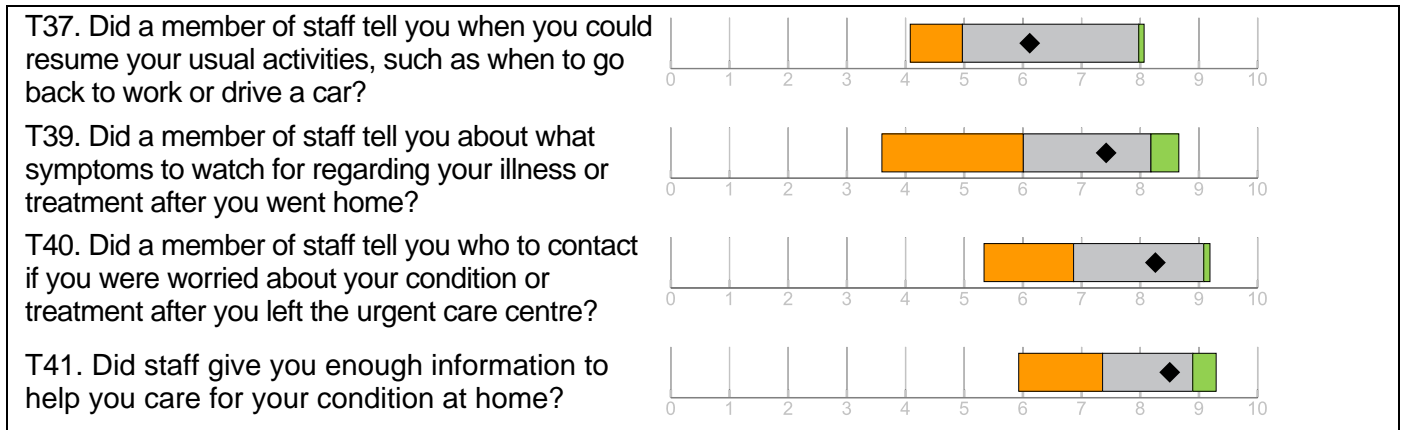 T37. Did a member of staff tell you when you could
resume your usual activities, such as when to go
back to work or drive a car?
0 1 2 3 4 5 6 7 8 9 10
T39. Did a member of staff tell you about what
symptoms to watch for regarding your illness or
treatment after you went home?
0 1 2 3 4 5 6 7 8 9 10
T40. Did a member of staff tell you who to contact
if you were worried about your condition or
treatment after you left the urgent care centre?
0 1 2 3 4 5 6 7 8 9 10
T41. Did staff give you enough information to
help you care for your condition at home?
0 1 2 3 4 5 6 7 8 9 10